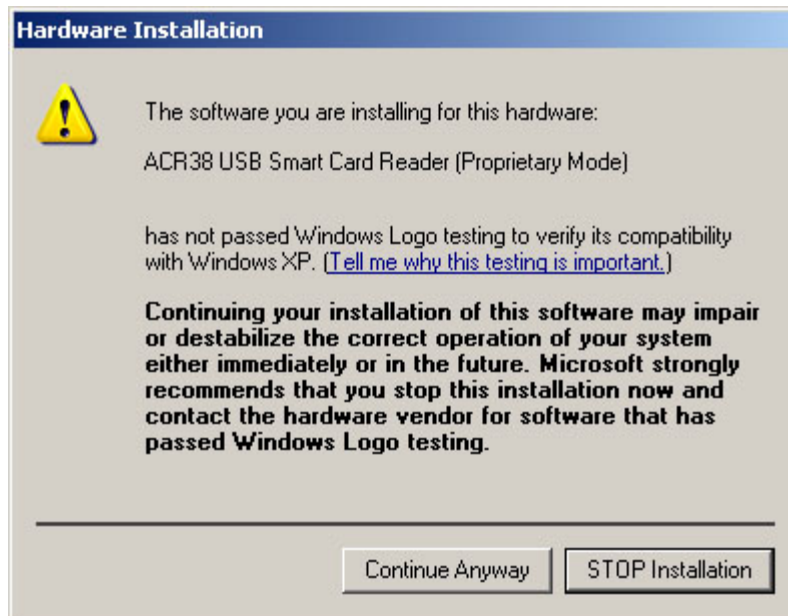 Hardware Installation
The software you are installing for this hardware:
ACR38 USB Smart Card Reader (Proprietary Mode)
has not passed Windows Logo testing to verify its compatibility
with Windows XP. (Tell me why this testing is important.)
Continuing your installation of this software may impair
or destabilize the correct operation of your system
either immediately or in the future. Microsoft strongly
recommends that you stop this installation now and
contact the hardware vendor for software that has
passed Windows Logo testing.
Continue Anyway
STOP Installation